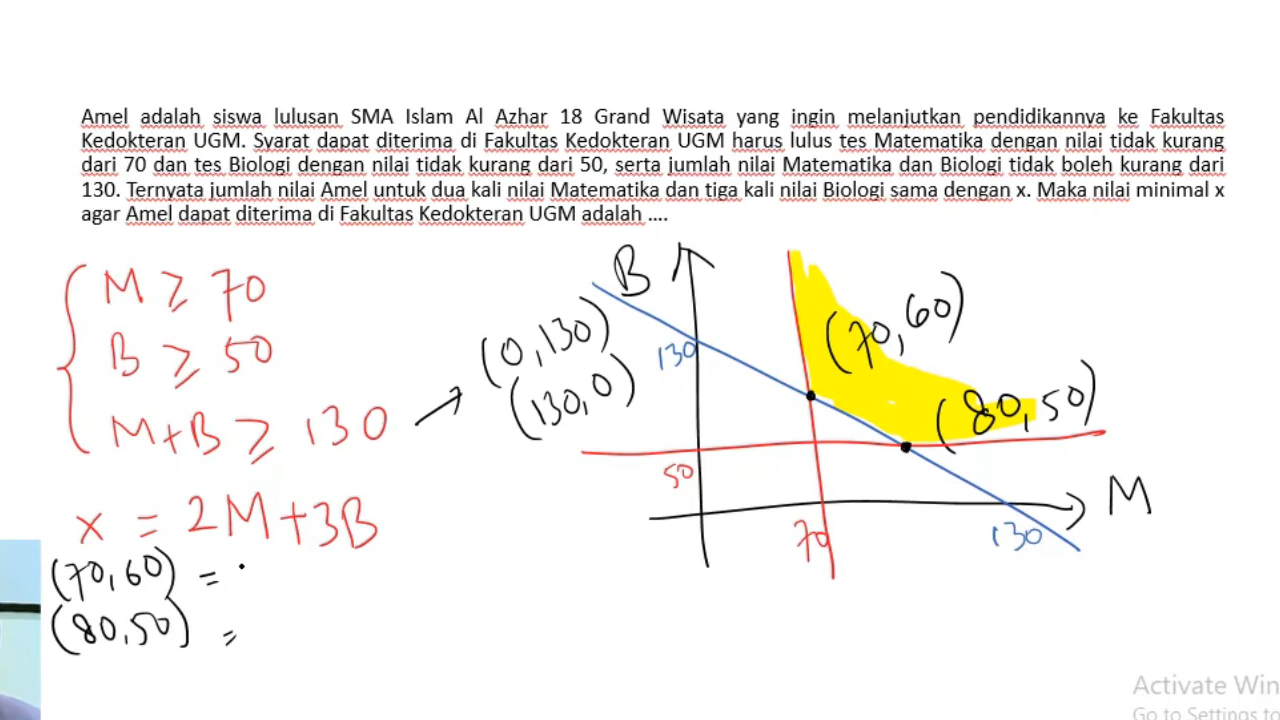 Amel adalah siswa lulusan SMA Islam Al Azhar 18 Grand Wisata yang ingin melanjutkan pendidikannya ke Fakultas
Kedokteran UGM. Syarat dapat diterima di Fakultas Kedokteran UGM harus lulus tes Matematika dengan nilai tidak kurang
dari 70 dan tes Biologi dengan nilai tidak kurang dari 50, serta jumlah nilai Matematika dan Biologi tidak boleh kurang dari
130. Ternyata jumlah nilai Amel untuk dua kali nilai Matematika dan tiga kali nilai Biologi sama dengan x. Maka nilai minimal x
agar Amel dapat diterima di Fakultas Kedokteran UGM adalah ....
M ≥ 70
B ≥ 50
M+B ≥ 130
(0,130)
(130,0)
x = 2M+3B
(70,60) =
(80,50) =
B
130
50
70
130
M
(70,60)
(80,50)
Activate Win
Go to Settings to